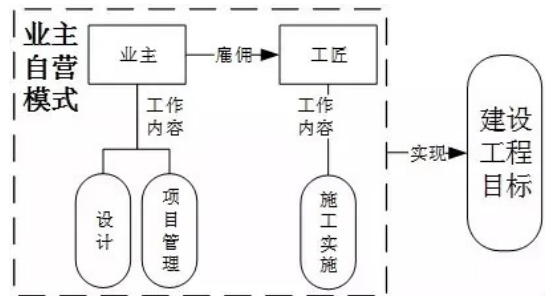 业主
自营
模式
业主
雇佣
工匠
工作
内容
工作
内容
设计
项目管理
施工实施
实现
建设
工程
目标